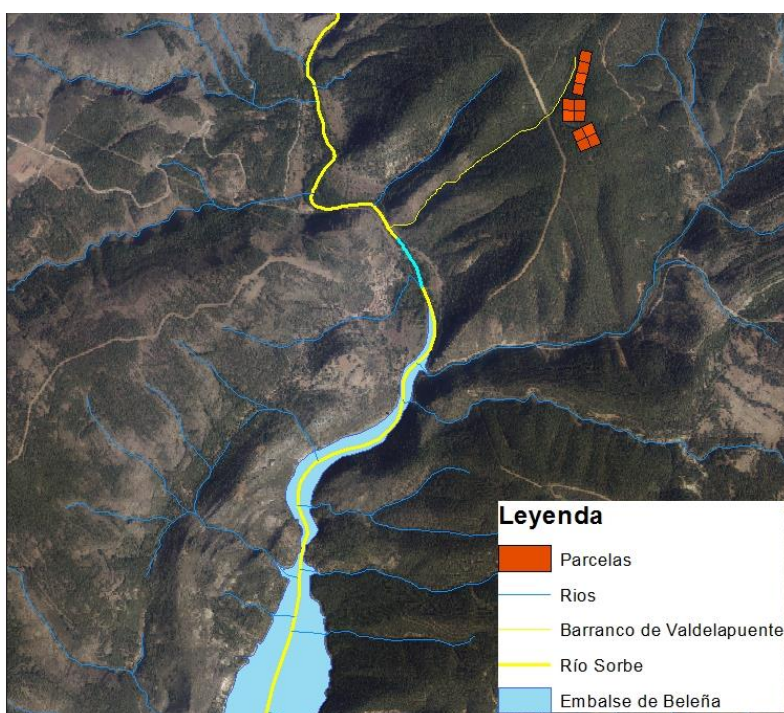 Leyenda
Parcelas
Rios
Barranco de Valdelapuente
Río Sorbe
Embalse de Beleña